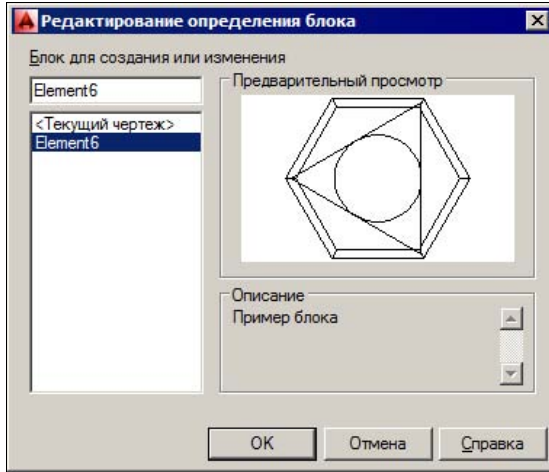 Редактирование определения блока
Блок для создания или изменения
Element6
<Текущий чертеж>
Element6
Предварительный просмотр
Описание
Пример блока
OK
Отмена
Справка